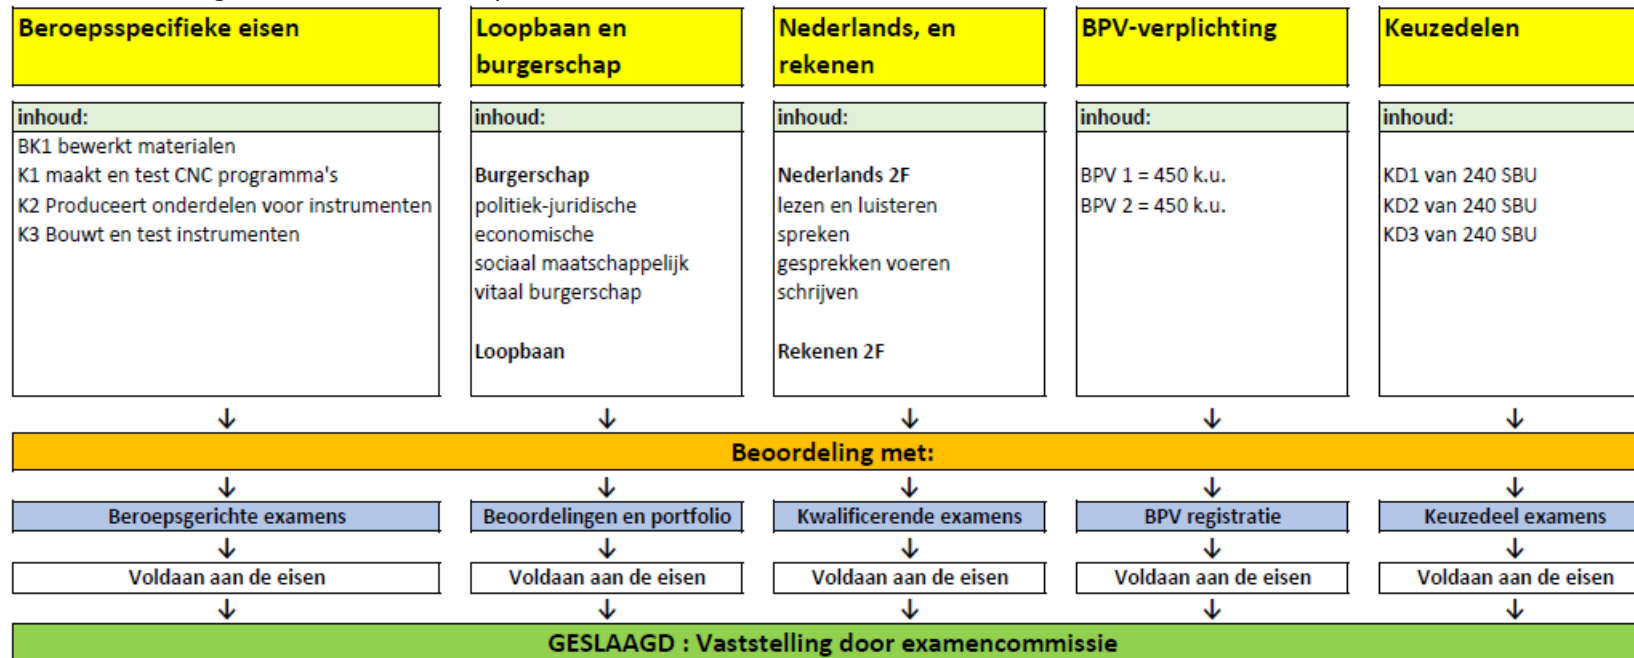 Beroepsspecifieke eisen
Loopbaan en
burgerschap
Nederlands, en
rekenen
BPV-verplichting
Keuzedelen
inhoud:
BK1 bewerkt materialen
K1 maakt en test CNC programma's
K2 Produceert onderdelen voor instrumenten
K3 Bouwt en test instrumenten
inhoud:
Burgerschap
politiek-juridische
economische
sociaal maatschappelijk
vitaal burgerschap
Loopbaan
inhoud:
Nederlands 2F
lezen en luisteren
spreken
gesprekken voeren
schrijven
Rekenen 2F
inhoud:
BPV 1 = 450 k.u.
BPV 2 = 450 k.u.
inhoud:
KD1 van 240 SBU
KD2 van 240 SBU
KD3 van 240 SBU
Beoordeling met:
Beroepsgerichte examens
Beoordelingen en portfolio
Kwalificerende examens
BPV registratie
Keuzedeel examens
Voldaan aan de eisen
Voldaan aan de eisen
Voldaan aan de eisen
Voldaan aan de eisen
Voldaan aan de eisen
GESLAAGD : Vaststelling door examencommissie